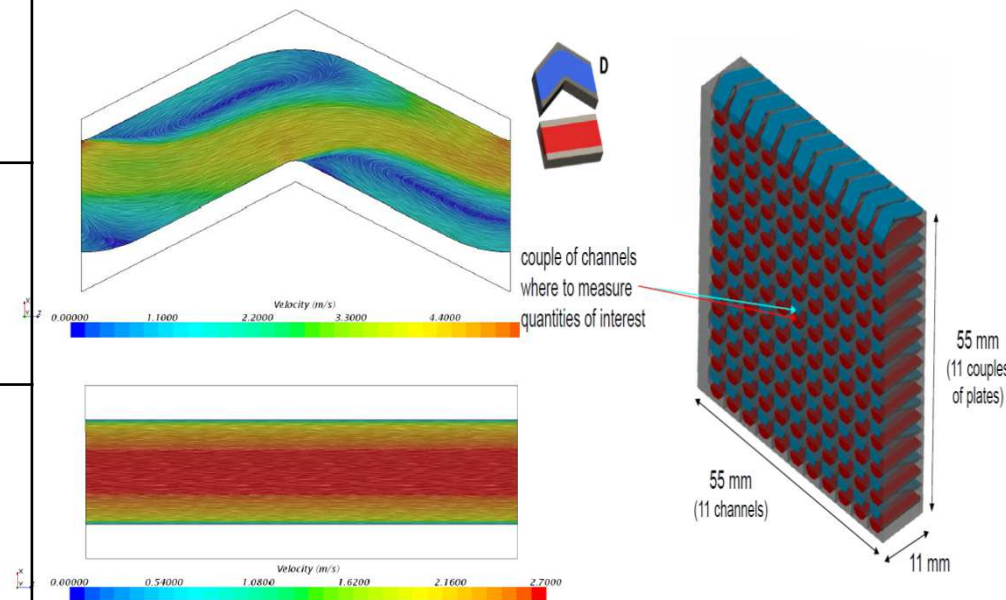 D
Velocity (m/s)
0.00000 1.1000 2.2000 3.3000 4.4000
couple of channels
where to measure
quantities of interest
Velocity (m/s)
0.00000 0.54000 1.0800 1.6200 2.1600 2.7000
55 mm
(11 couples
of plates)
55 mm
(11 channels)
11 mm